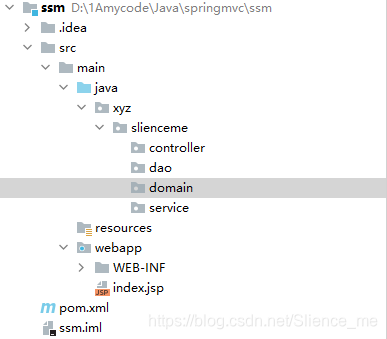 ssm D:\1Amycode\Java\springmvc\ssm
.idea
src
main
java
xyz
slienceme
controller
dao
domain
service
resources
webapp
WEB-INF
JSP index.jsp
m pom.xml
ssm.iml
https://blog.csdn.net/Slience_me